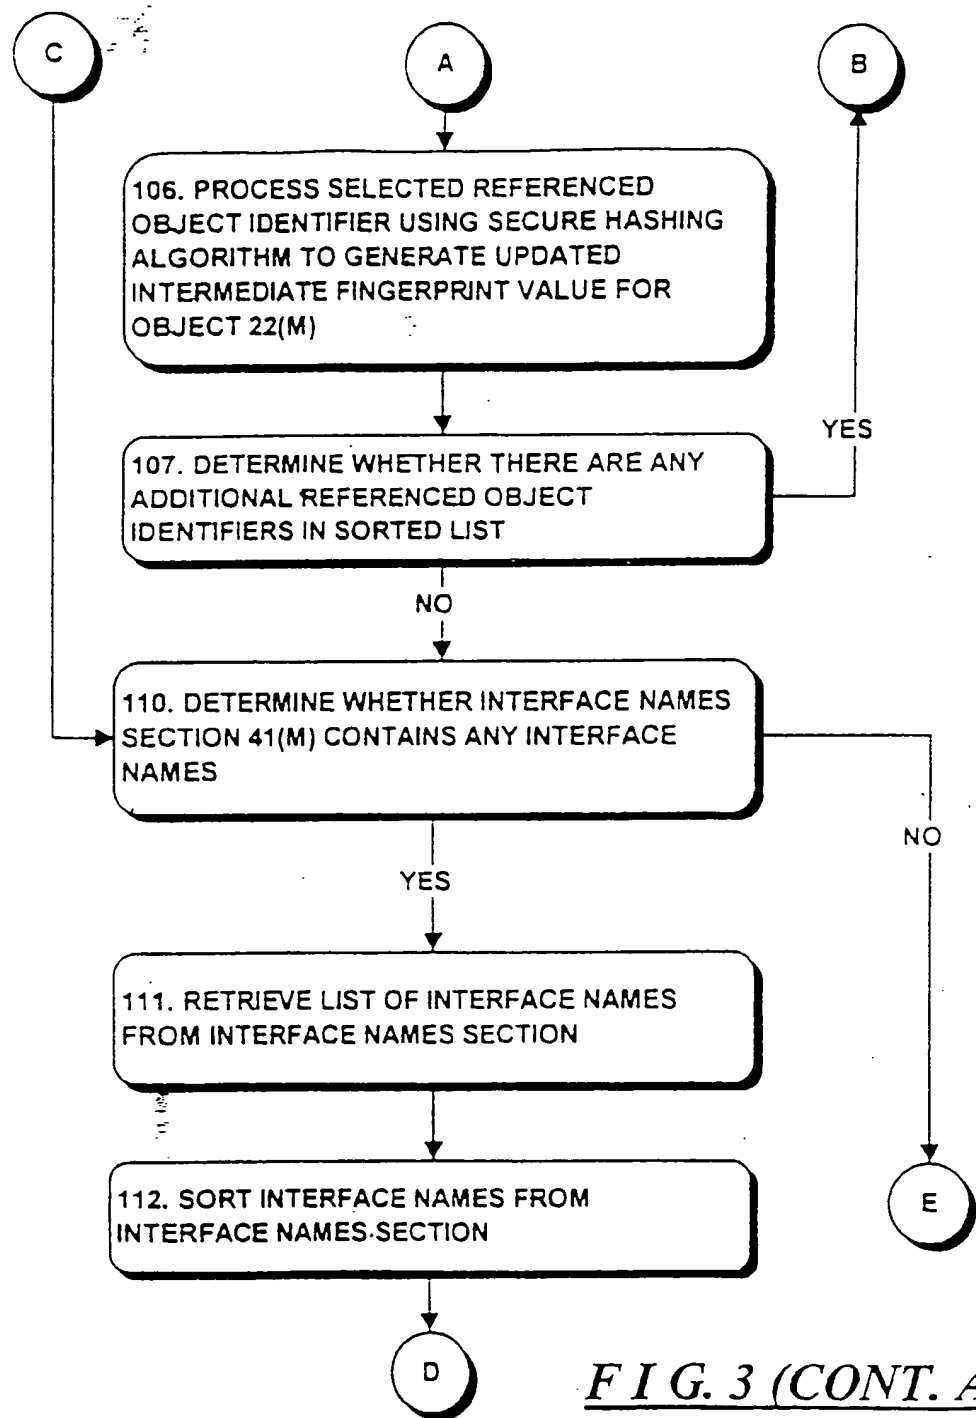 C
A
B
106. PROCESS SELECTED REFERENCED
OBJECT IDENTIFIER USING SECURE HASHING
ALGORITHM TO GENERATE UPDATED
INTERMEDIATE FINGERPRINT VALUE FOR
OBJECT 22(M)
YES
107. DETERMINE WHETHER THERE ARE ANY
ADDITIONAL REFERENCED OBJECT
IDENTIFIERS IN SORTED LIST
NO
110. DETERMINE WHETHER INTERFACE NAMES
SECTION 41(M) CONTAINS ANY INTERFACE
NAMES
NO
YES
111. RETRIEVE LIST OF INTERFACE NAMES
FROM INTERFACE NAMES SECTION
112. SORT INTERFACE NAMES FROM
INTERFACE NAMES SECTION
E
D
F I G. 3 (CONT. A